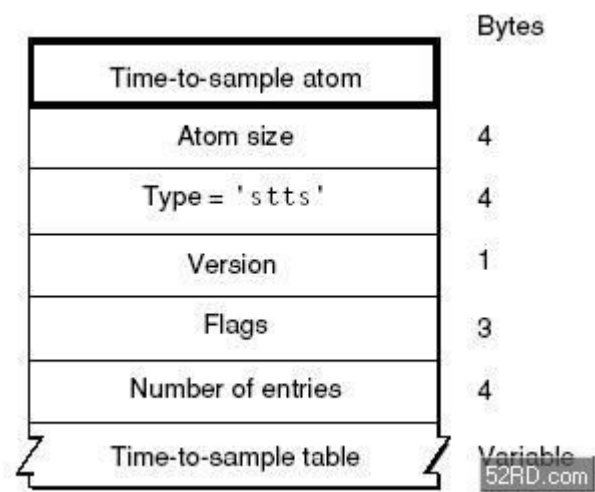 Bytes
Time-to-sample atom
Atom size 4
Type = 'stts' 4
Version 1
Flags 3
Number of entries 4
Time-to-sample table Variable
52RD.com